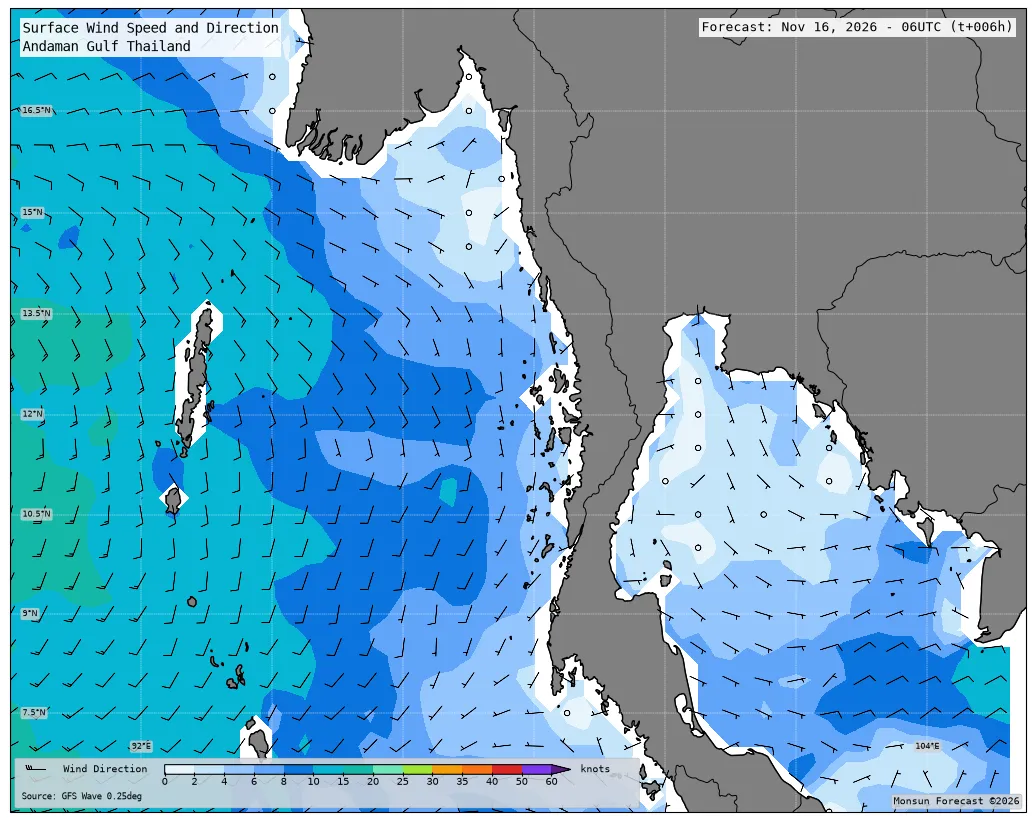 Surface Wind Speed and Direction
Andaman Gulf Thailand
Forecast: Nov 16, 2026 - 06UTC (t+006h)
16.5°N
15°N
13.5°N
12°N
10.5°N
9°N
7.5°N
92°E
104°E
Wind Direction
0 2 4 6 8 10 15 20 25 30 35 40 50 60
knots
Source: GFS Wave 0.25deg
Monsun Forecast ©2026